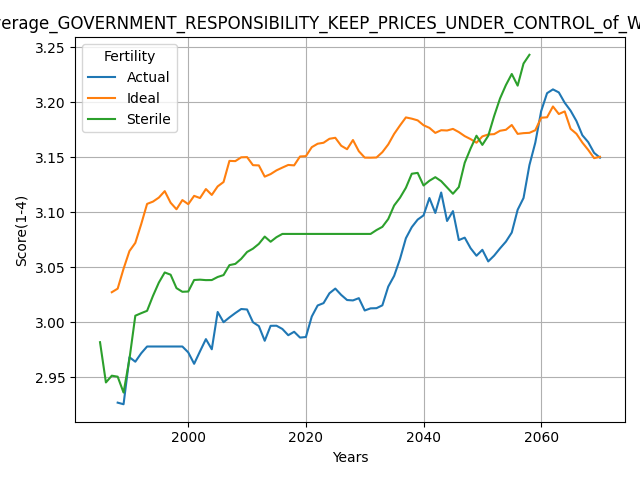 verage_GOVERNMENT_RESPONSIBILITY_KEEP_PRICES_UNDER_CONTROL_of_W
Fertility
Actual
Ideal
Sterile
3.25
3.20
3.15
3.10
3.05
3.00
2.95
Score(1-4)
2000 2020 2040 2060
Years